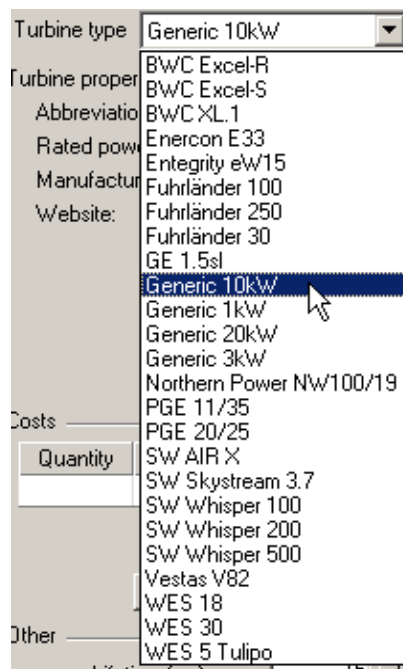 Turbine type Generic 10kW
BWC Excel-R
Turbine proper
BWC Excel-S
Abbreviatio BWC XL.1
Rated pow Enercon E33
Entegrity eW15
Manufactur Fuhrländer 100
Website: Fuhrländer 250
Fuhrländer 30
GE 1.5sl
Generic 10kW
Generic 1kW
Generic 20kW
Generic 3kW
Northern Power NW100/19
Costs PGE 11/35
PGE 20/25
Quantity SW AIR X
SW Skystream 3.7
SW Whisper 100
SW Whisper 200
SW Whisper 500
Vestas V82
WES 18
Other WES 30
WES 5 Tulipo